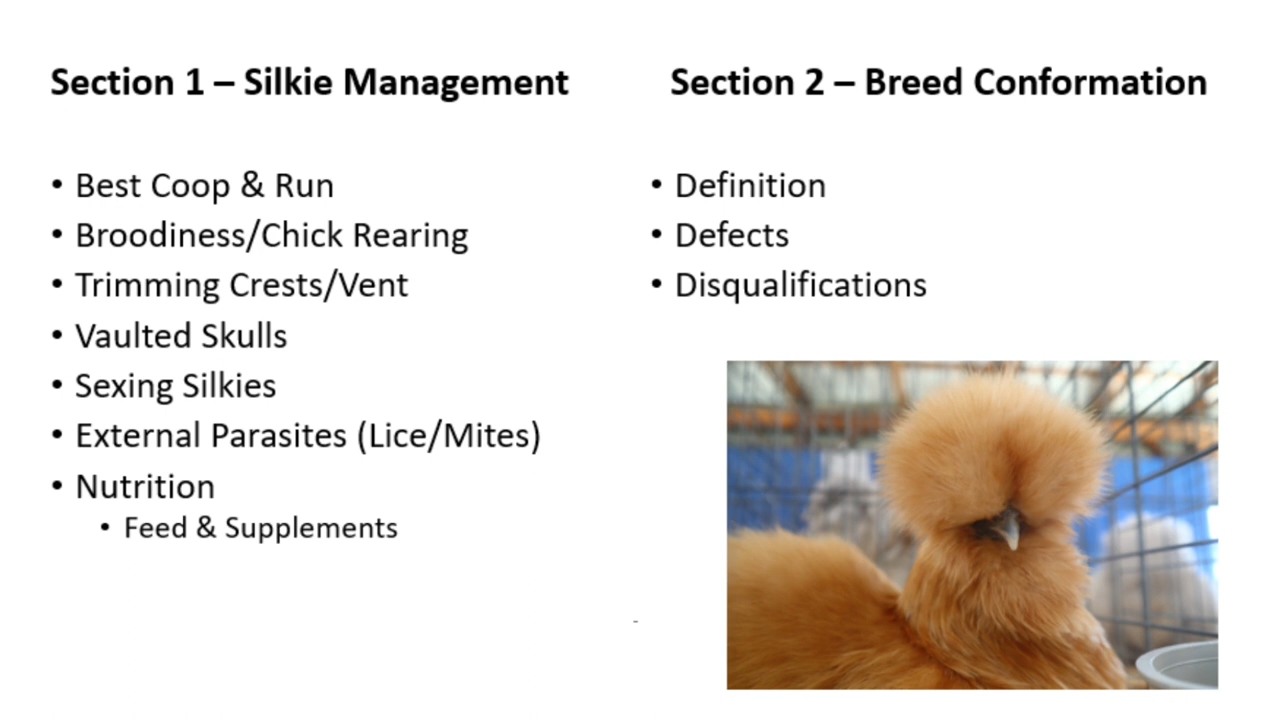 Section 1 – Silkie Management
• Best Coop & Run
• Broodiness/Chick Rearing
• Trimming Crests/Vent
• Vaulted Skulls
• Sexing Silkies
• External Parasites (Lice/Mites)
• Nutrition
• Feed & Supplements
Section 2 – Breed Conformation
• Definition
• Defects
• Disqualifications
-